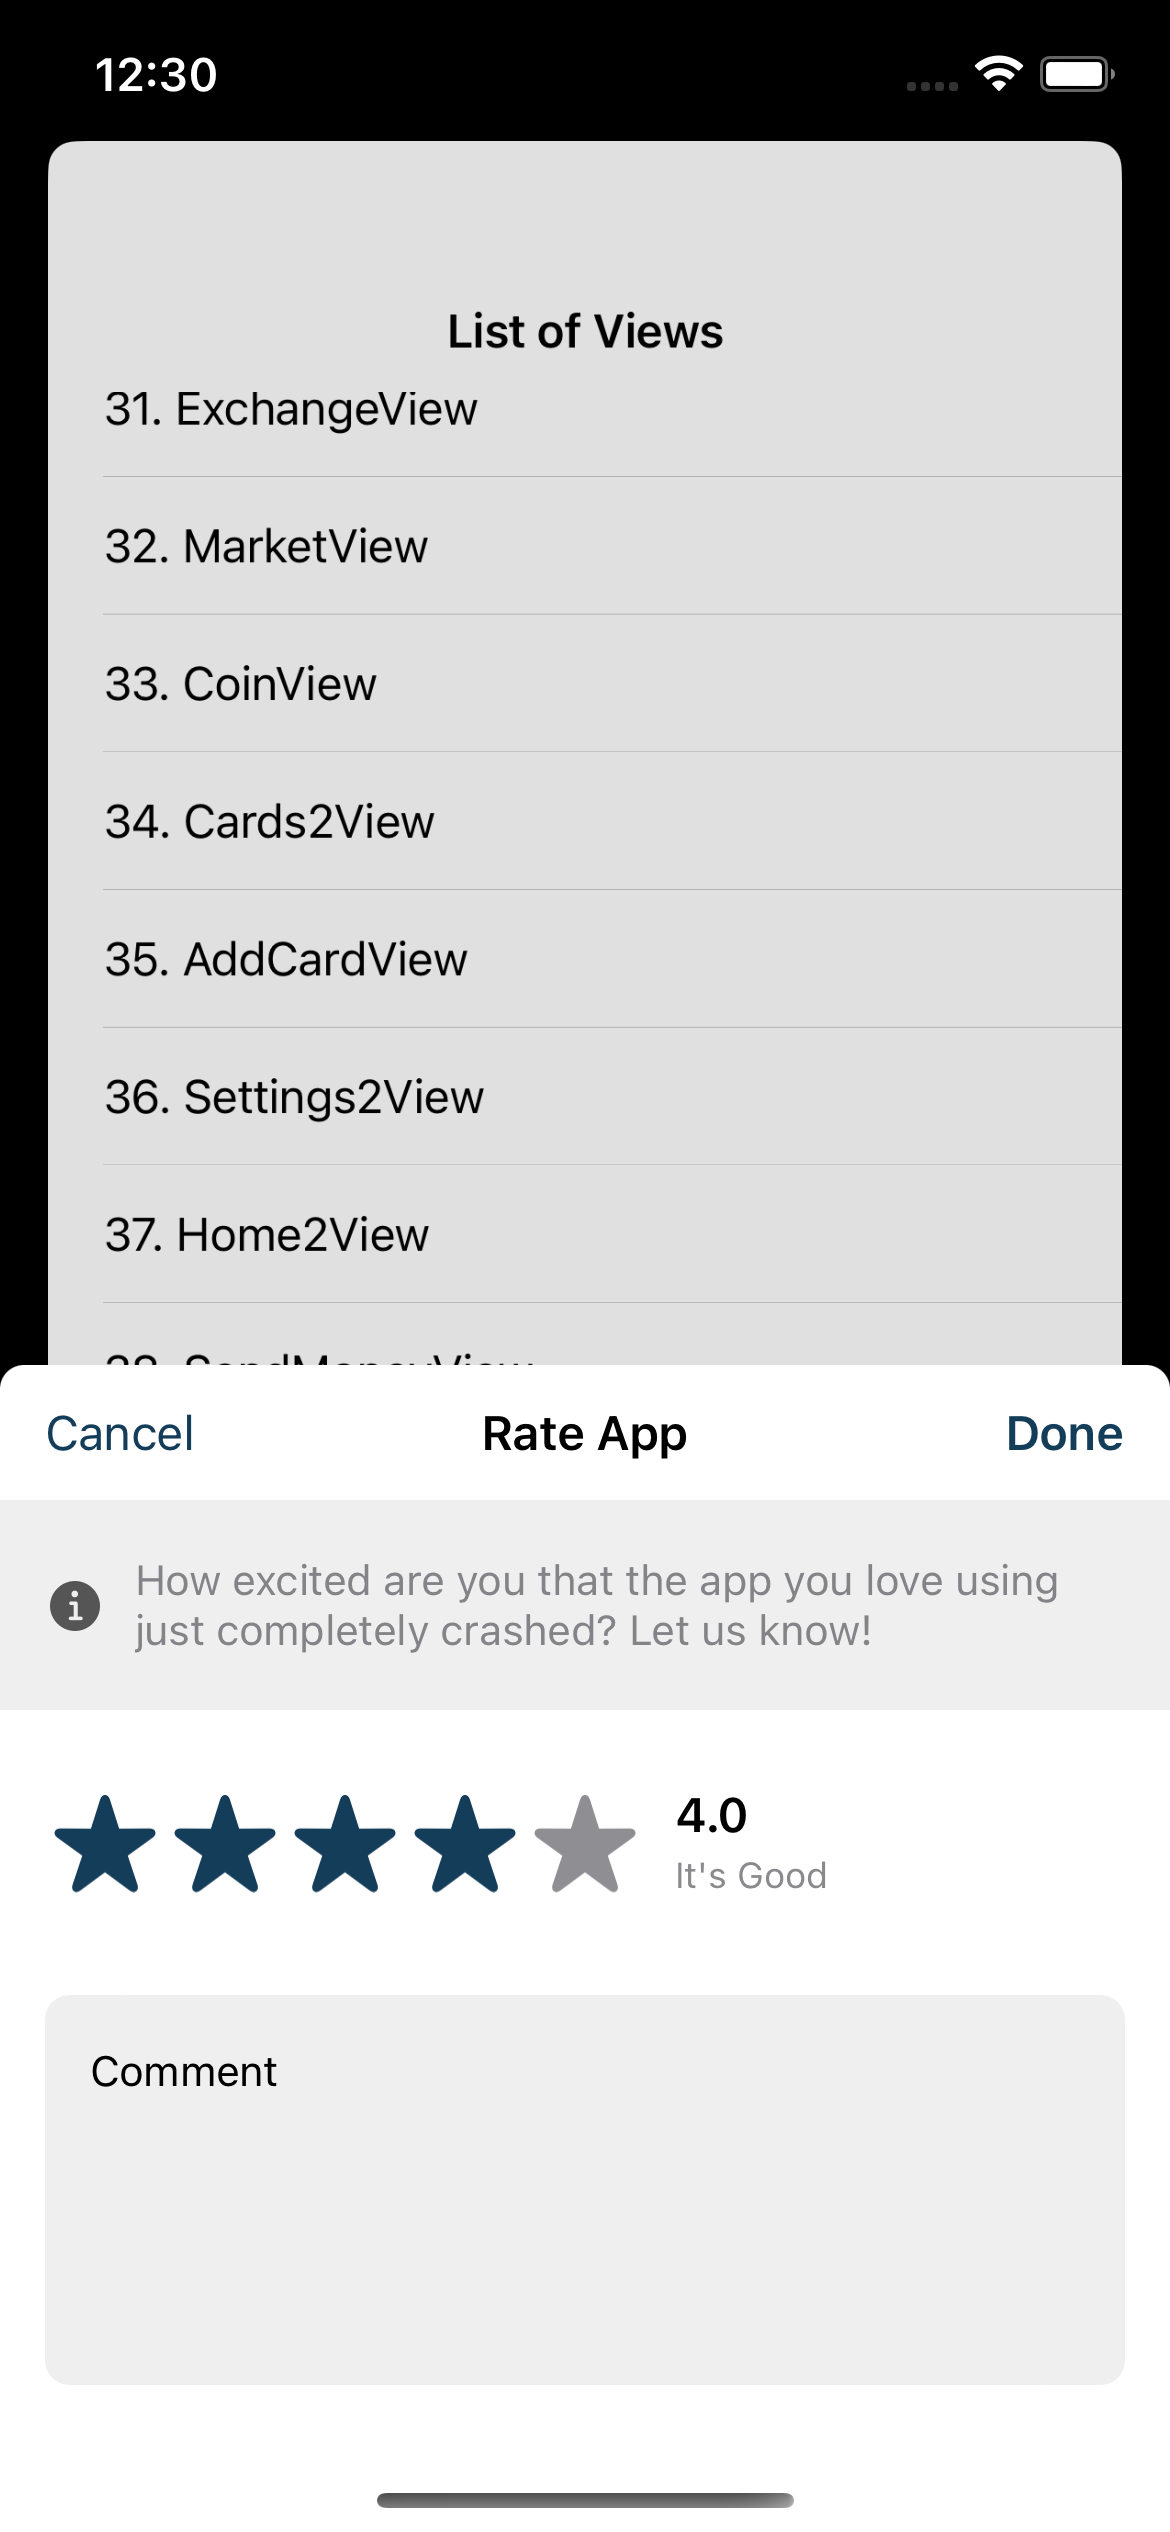 12:30
List of Views
31. ExchangeView
32. MarketView
33. CoinView
34. Cards2View
35. AddCardView
36. Settings2View
37. Home2View
38. SendMoneyView
Cancel
Rate App
Done
How excited are you that the app you love using
just completely crashed? Let us know!
4.0
It's Good
Comment